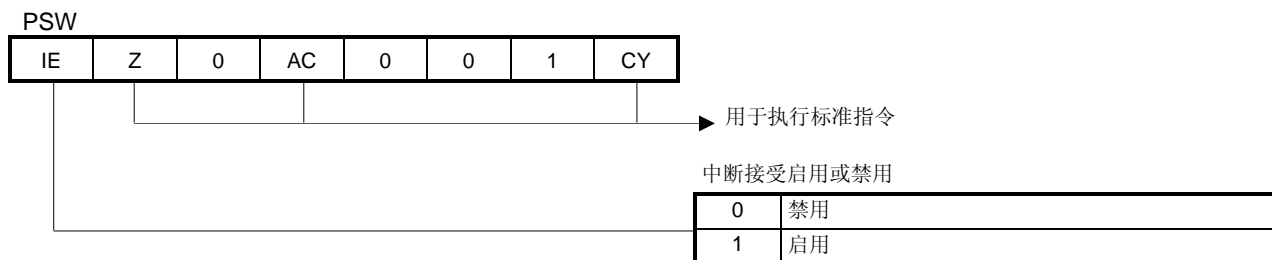 PSW
IE Z 0 AC 0 0 1 CY
用于执行标准指令
中断接受启用或禁用
0 禁用
1 启用